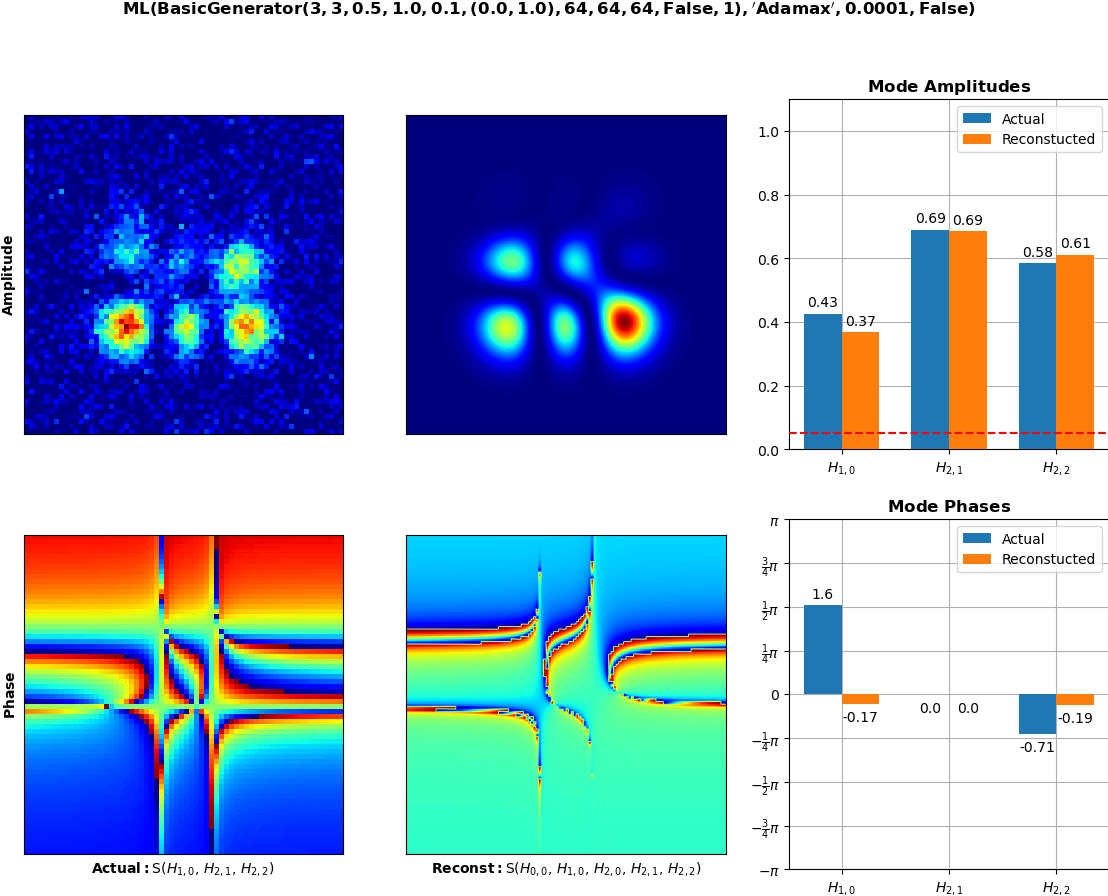 ML(BasicGenerator(3, 3, 0.5, 1.0, 0.1, (0.0, 1.0), 64, 64, 64, False, 1), 'Adamax', 0.0001, False)
Amplitude
Mode Amplitudes
Actual
Reconstucted
1.0
0.8
0.6
0.4
0.2
0.0
0.43
0.37
0.69
0.69
0.58
0.61
H1,0
H2,1
H2,2
Phase
Actual: S(H1,0, H2,1, H2,2)
Reconst: S(H0,0, H1,0, H2,0, H2,1, H2,2)
Mode Phases
Actual
Reconstucted
π
3/4π
1/2π
1/4π
0
−1/4π
−1/2π
−3/4π
−π
1.6
-0.17
0.0
0.0
-0.71
-0.19
H1,0
H2,1
H2,2